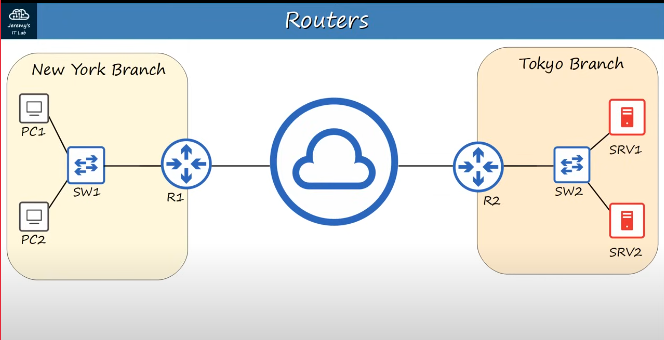 Jeremy's
IT Lab
Routers
New York Branch
PC1
SW1
PC2
R1
Tokyo Branch
SRV1
R2
SW2
SRV2